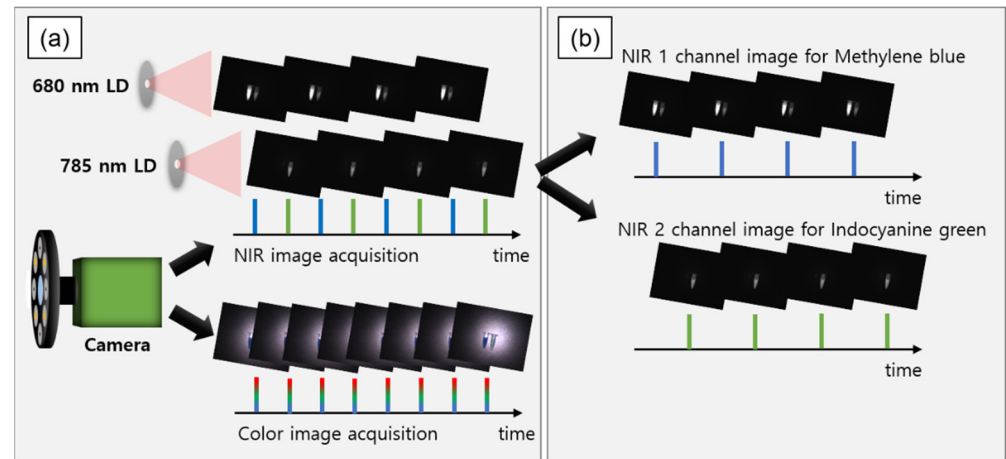 (a)
680 nm LD
785 nm LD
NIR image acquisition
time
Camera
Color image acquisition
time
(b)
NIR 1 channel image for Methylene blue
time
NIR 2 channel image for Indocyanine green
time